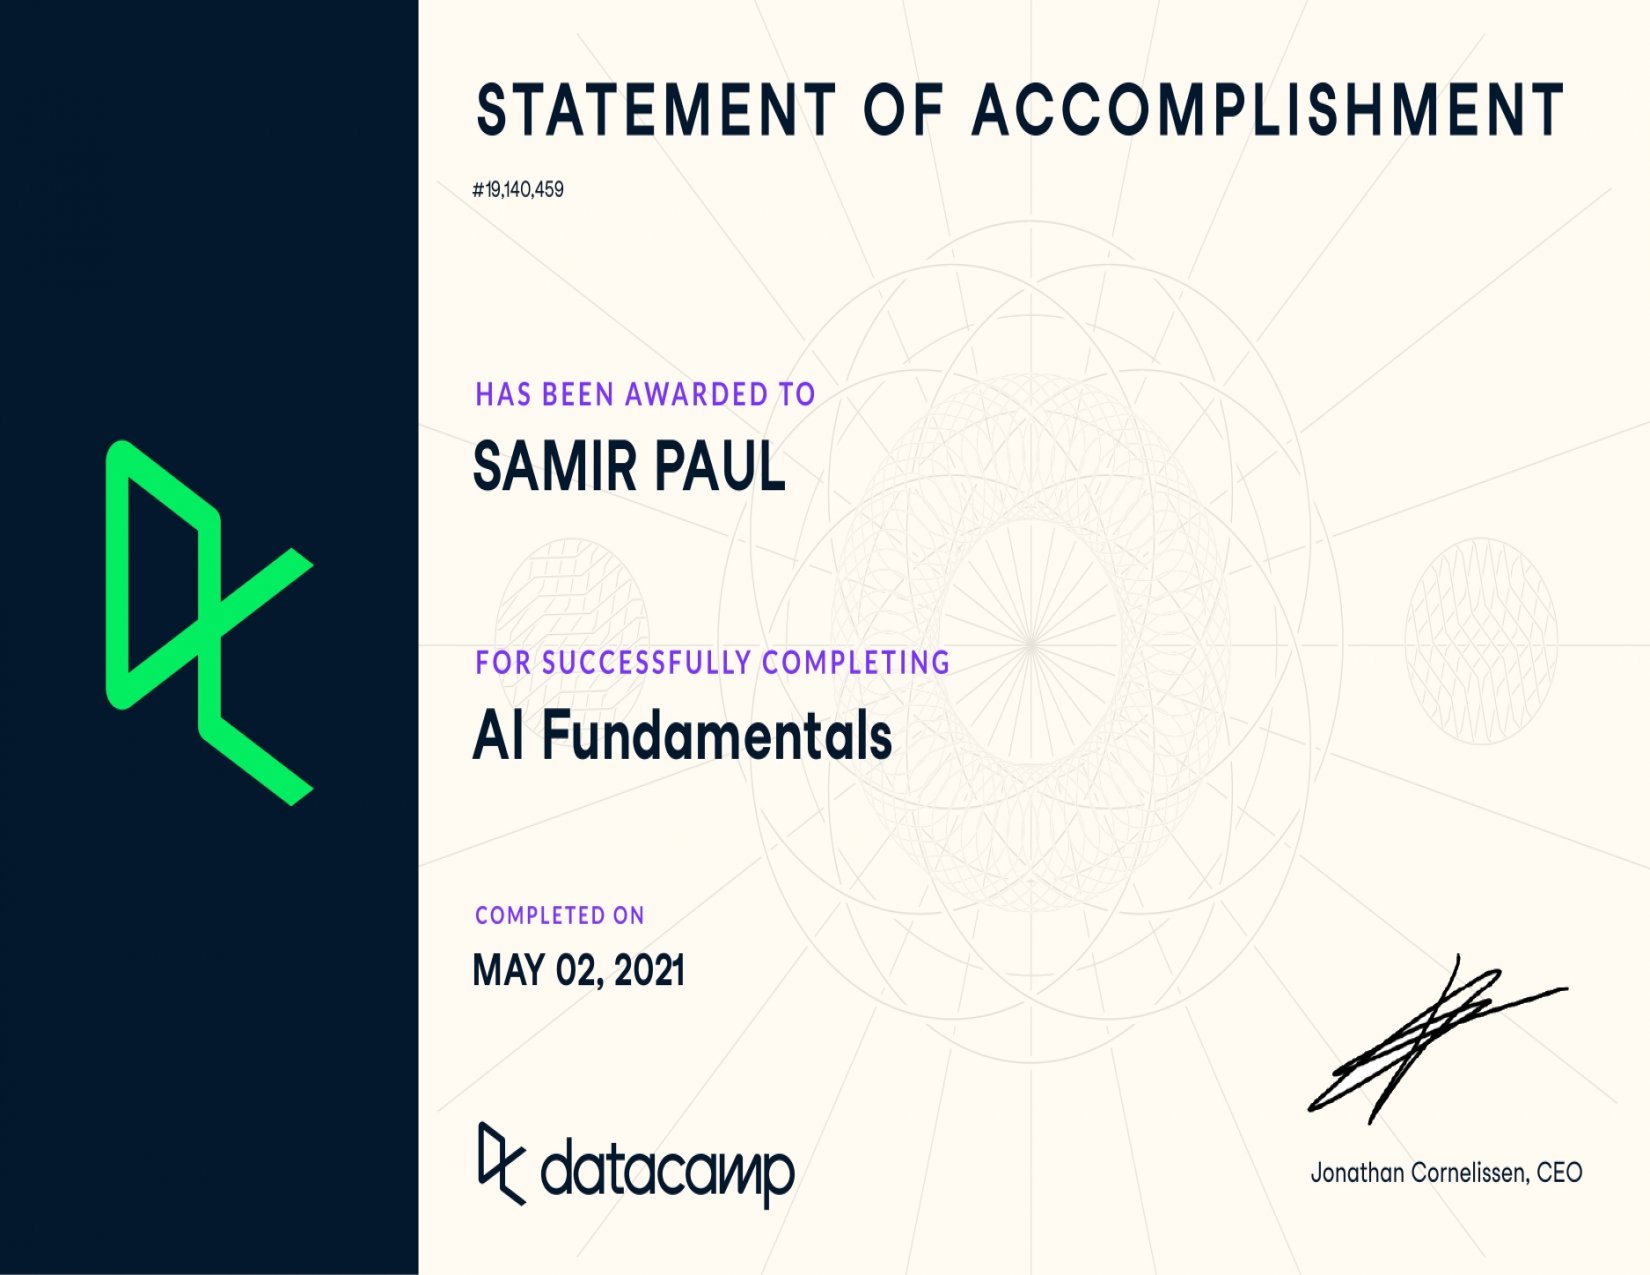 STATEMENT OF ACCOMPLISHMENT
#19,140,459
HAS BEEN AWARDED TO
SAMIR PAUL
FOR SUCCESSFULLY COMPLETING
AI Fundamentals
COMPLETED ON
MAY 02, 2021
datacamp
Jonathan Cornelissen, CEO